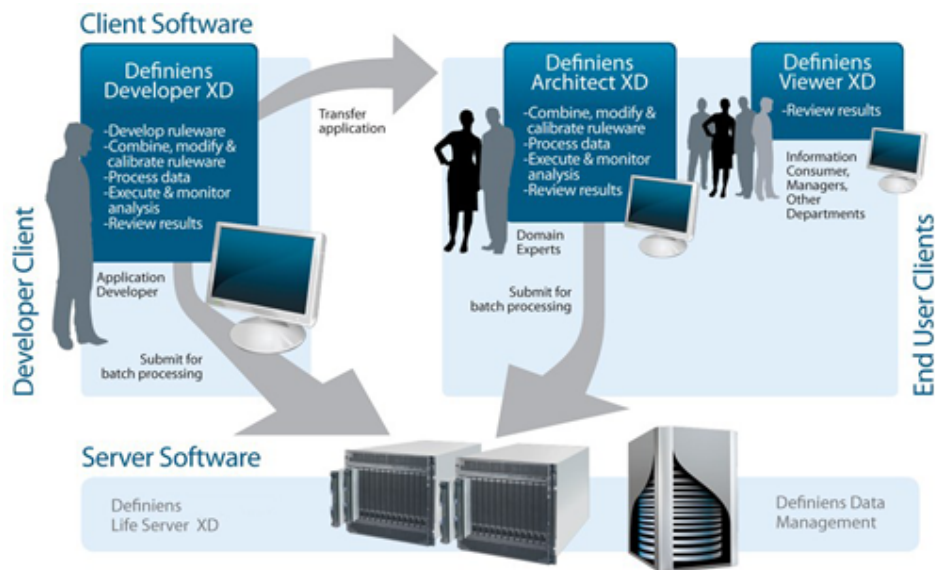 Client Software
Definiens
Developer XD
-Develop ruleware
-Combine, modify &
calibrate ruleware
-Process data
-Execute & monitor
analysis
-Review results
Application
Developer
Developer Client
Submit for
batch processing
Transfer
application
Definiens
Architect XD
-Combine, modify &
calibrate ruleware
-Process data
-Execute & monitor
analysis
-Review results
Domain
Experts
Submit for
batch processing
Definiens
Viewer XD
-Review results
Information
Consumer,
Managers,
Other
Departments
End User Clients
Server Software
Definiens
Life Server XD
Definiens Data
Management